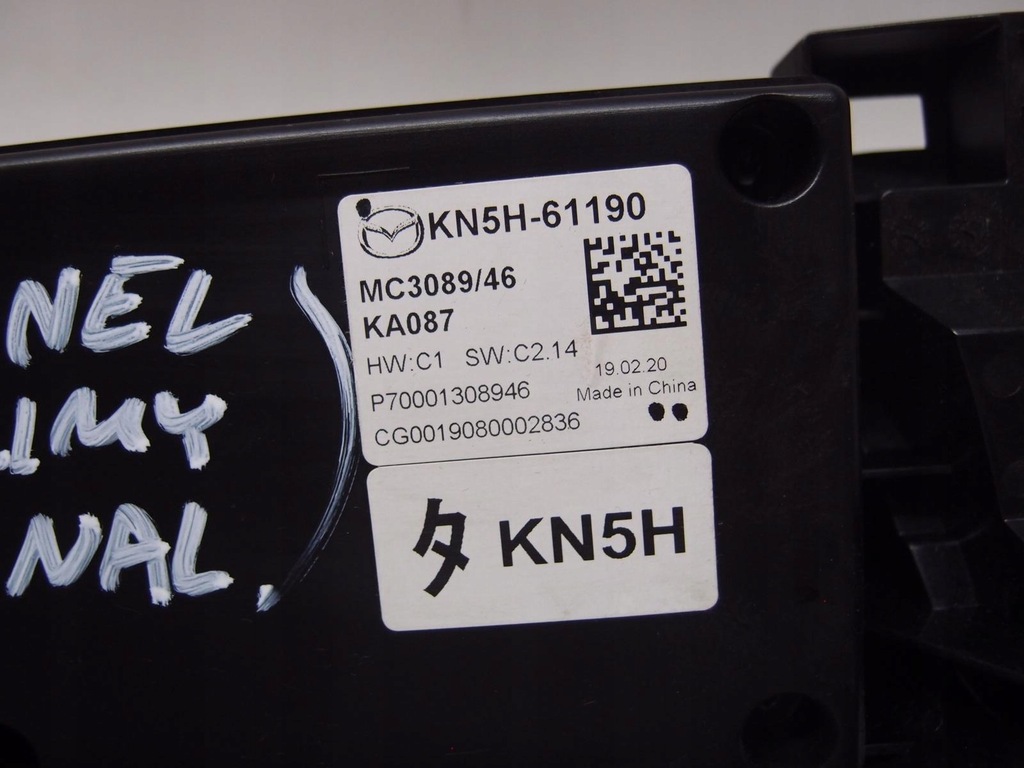 KN5H-61190
MC3089/46
KA087
HW:C1 SW:C2.14
19.02.20
P70001308946
Made in China
CG0019080002836
タ KN5H
NEL
IMY
NAL.